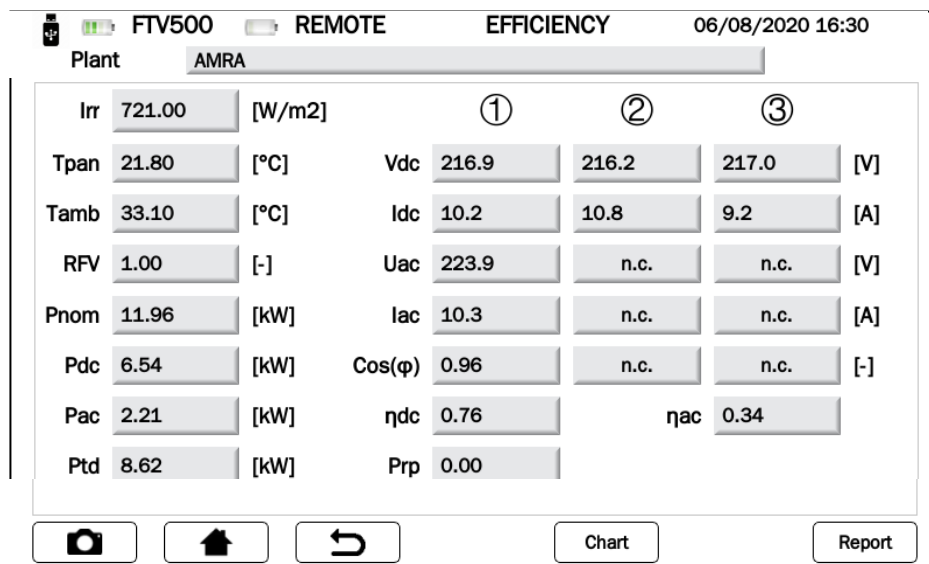 FTV500 REMOTE EFFICIENCY 06/08/2020 16:30
Plant AMRA
Irr 721.00 [W/m2] ① ② ③
Tpan 21.80 [°C] Vdc 216.9 216.2 217.0 [V]
Tamb 33.10 [°C] Idc 10.2 10.8 9.2 [A]
RFV 1.00 [-] Uac 223.9 n.c. n.c. [V]
Pnom 11.96 [kW] Iac 10.3 n.c. n.c. [A]
Pdc 6.54 [kW] Cos(φ) 0.96 n.c. n.c. [-]
Pac 2.21 [kW] ηdc 0.76 ηac 0.34
Ptd 8.62 [kW] Prp 0.00
Chart Report